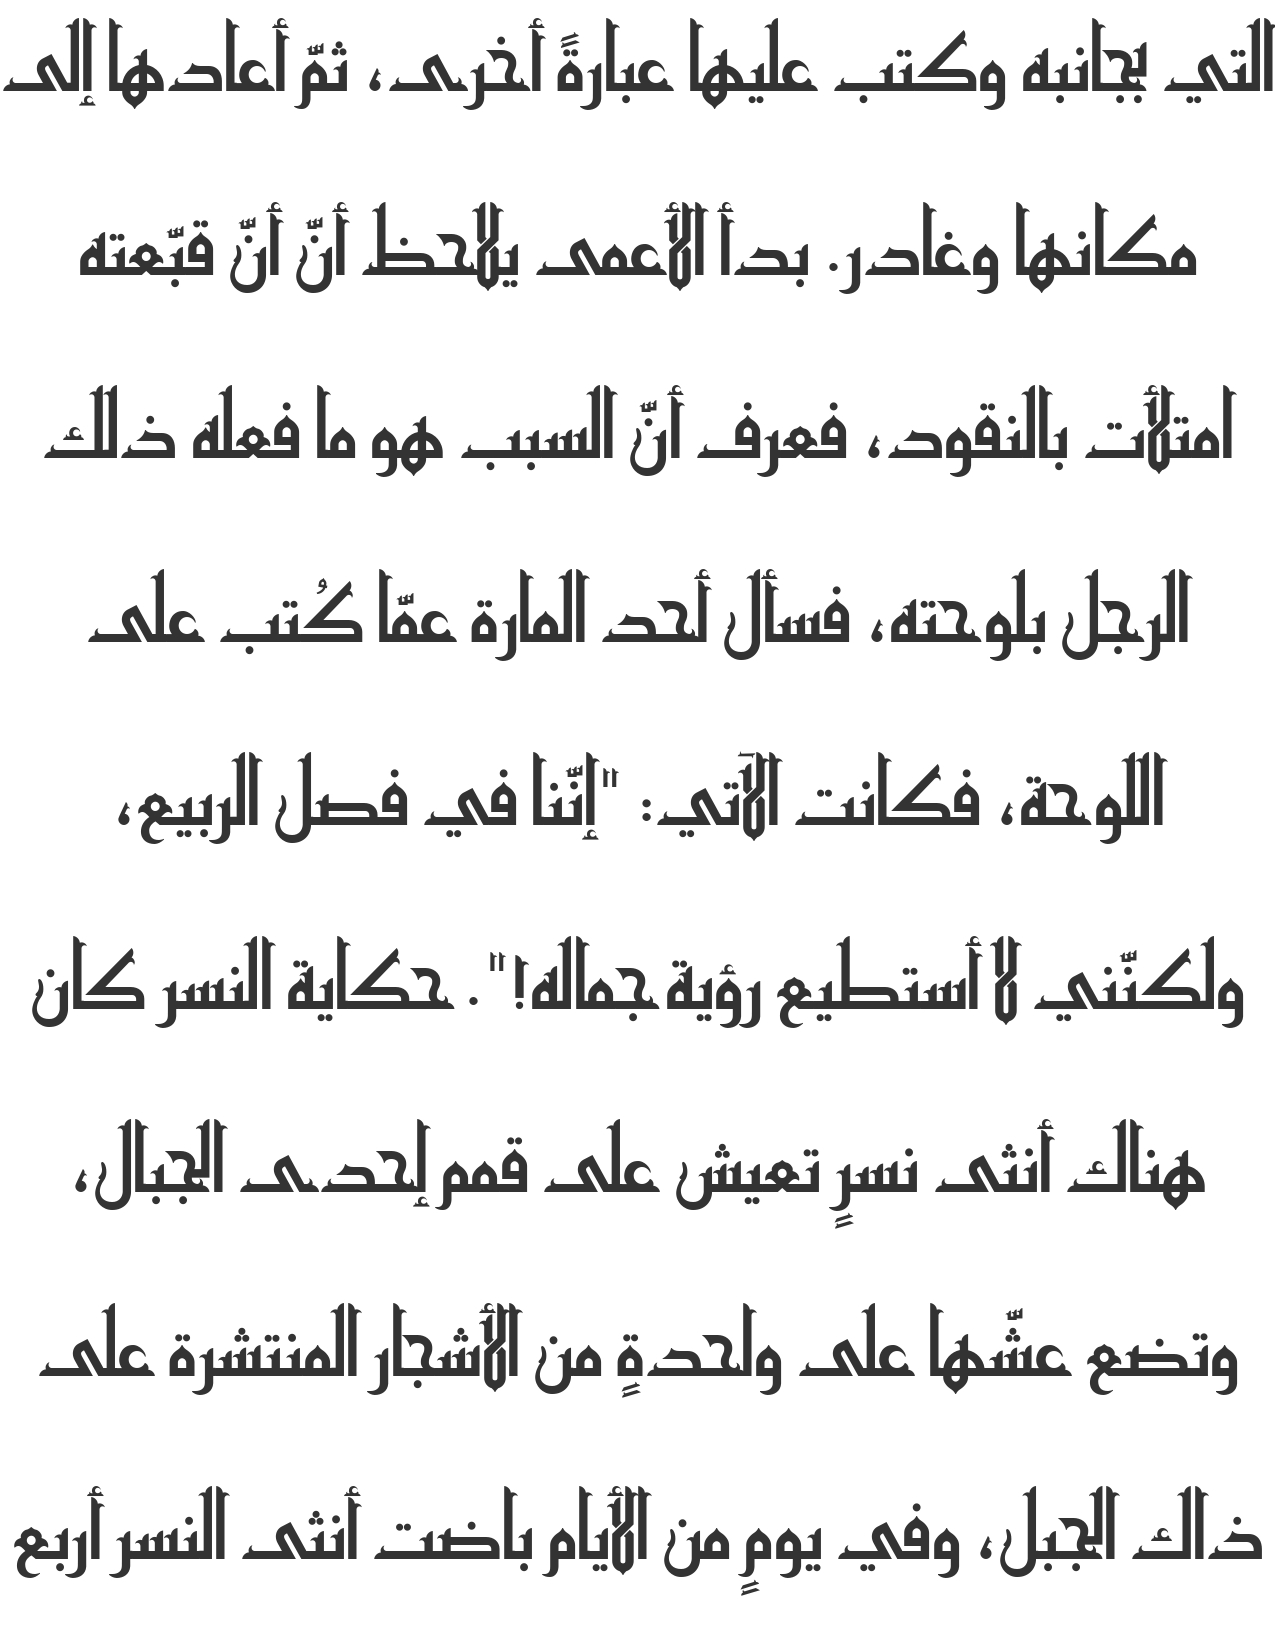 التي بجانبه وكتب عليها عبارةً أخرى، ثمّ أعادها إلى
مكانها وغادر. بدأ الأعمى يلاحظ أنّ أنّ قبّعته
امتلأت بالنقود، فعرف أنّ السبب هو ما فعله ذلك
الرجل بلوحته، فسأل أحد المارة عمّا كُتب على
اللوحة، فكانت الآتي: "إنّنا في فصل الربيع،
ولكنّني لا أستطيع رؤية جماله!". حكاية النسر كان
هناك أنثى نسرٍ تعيش على قمم إحدى الجبال،
وتضع عشّها على واحدةٍ من الأشجار المنتشرة على
ذاك الجبل، وفي يومٍ من الأيام باضت أنثى النسر أربع